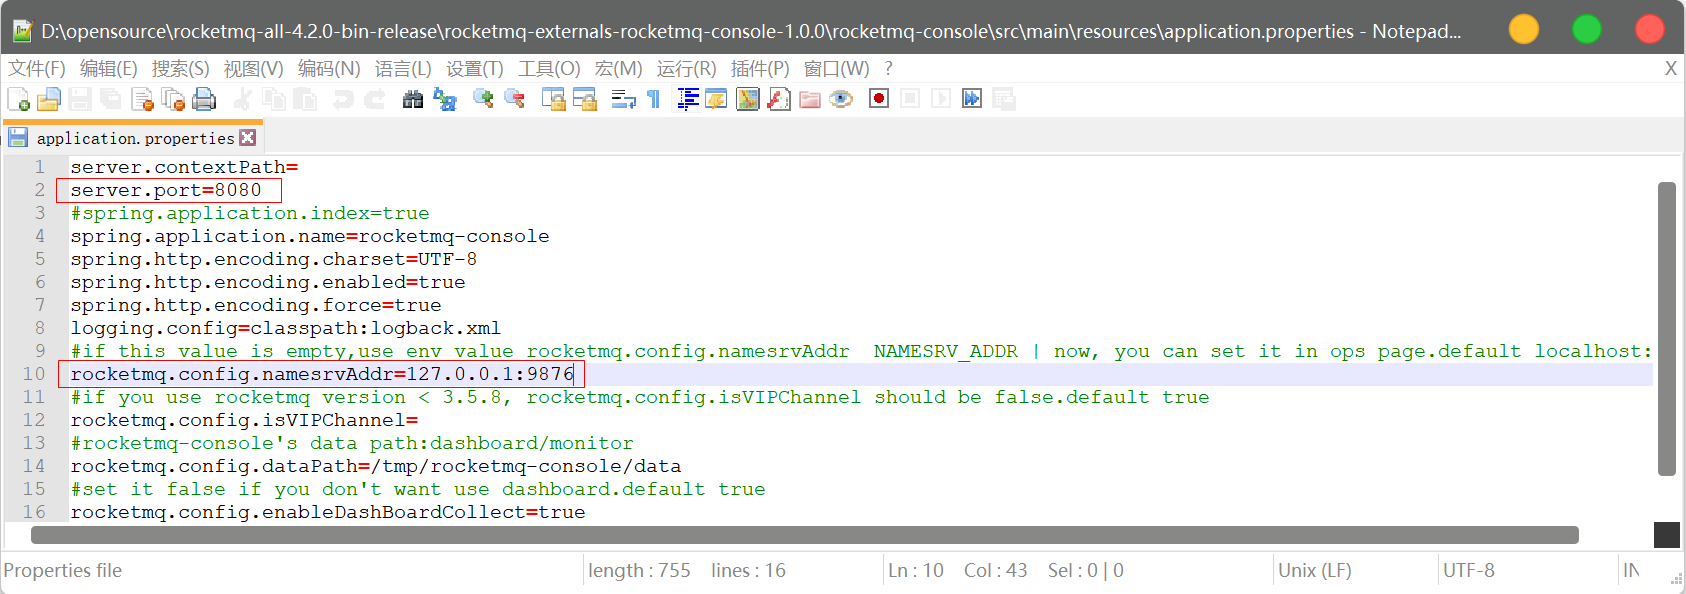 D:\opensource\rocketmq-all-4.2.0-bin-release\rocketmq-externals-rocketmq-console-1.0.0\rocketmq-console\src\main\resources\application.properties - Notepad...
文件(F) 编辑(E) 搜索(S) 视图(V) 编码(N) 语言(L) 设置(T) 工具(O) 宏(M) 运行(R) 插件(P) 窗口(W) ? X
application.properties
1 server.contextPath=
2 server.port=8080
3 #spring.application.index=true
4 spring.application.name=rocketmq-console
5 spring.http.encoding.charset=UTF-8
6 spring.http.encoding.enabled=true
7 spring.http.encoding.force=true
8 logging.config=classpath:logback.xml
9 #if this value is empty,use env value rocketmq.config.namesrvAddr  NAMESRV_ADDR | now, you can set it in ops page.default localhost:
10 rocketmq.config.namesrvAddr=127.0.0.1:9876
11 #if you use rocketmq version < 3.5.8, rocketmq.config.isVIPChannel should be false.default true
12 rocketmq.config.isVIPChannel=
13 #rocketmq-console's data path:dashboard/monitor
14 rocketmq.config.dataPath=/tmp/rocketmq-console/data
15 #set it false if you don't want use dashboard.default true
16 rocketmq.config.enableDashBoardCollect=true
Properties file length : 755 lines : 16 Ln : 10 Col : 43 Sel : 0 | 0 Unix (LF) UTF-8 IN